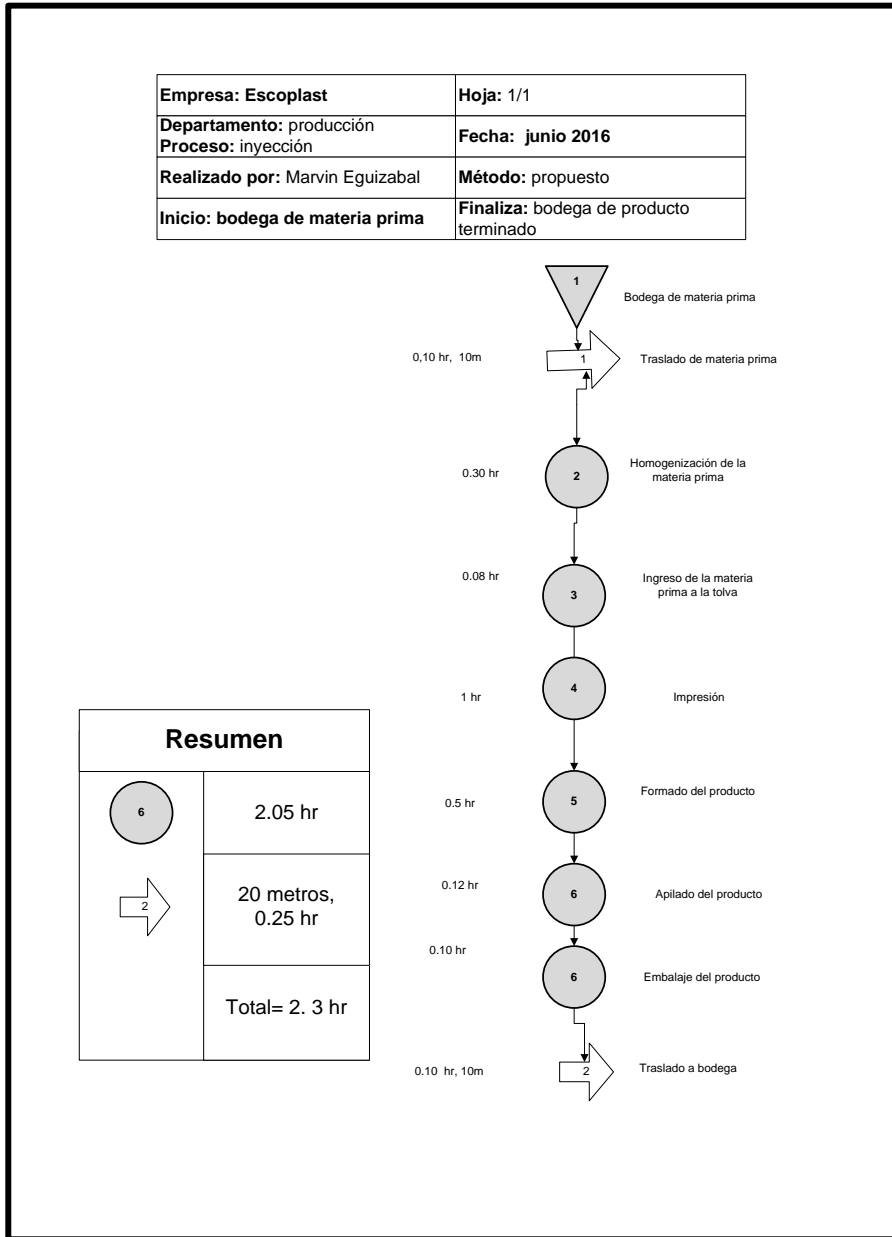 Empresa: Escoplast
Hoja: 1/1
Departamento: producción
Proceso: inyección
Fecha:  junio 2016
Realizado por: Marvin Eguizabal
Método: propuesto
Inicio: bodega de materia prima
Finaliza: bodega de producto
terminado
1
Bodega de materia prima
0,10 hr,  10m
1
Traslado de materia prima
0.30 hr
2
Homogenización de la
materia prima
0.08 hr
3
Ingreso de la materia
prima a la tolva
1 hr
4
Impresión
0.5 hr
5
Formado del producto
0.12 hr
6
Apilado del producto
0.10 hr
6
Embalaje del producto
0.10  hr, 10m
2
Traslado a bodega
Resumen
6
2.05 hr
2
20 metros,
0.25 hr
Total= 2. 3 hr